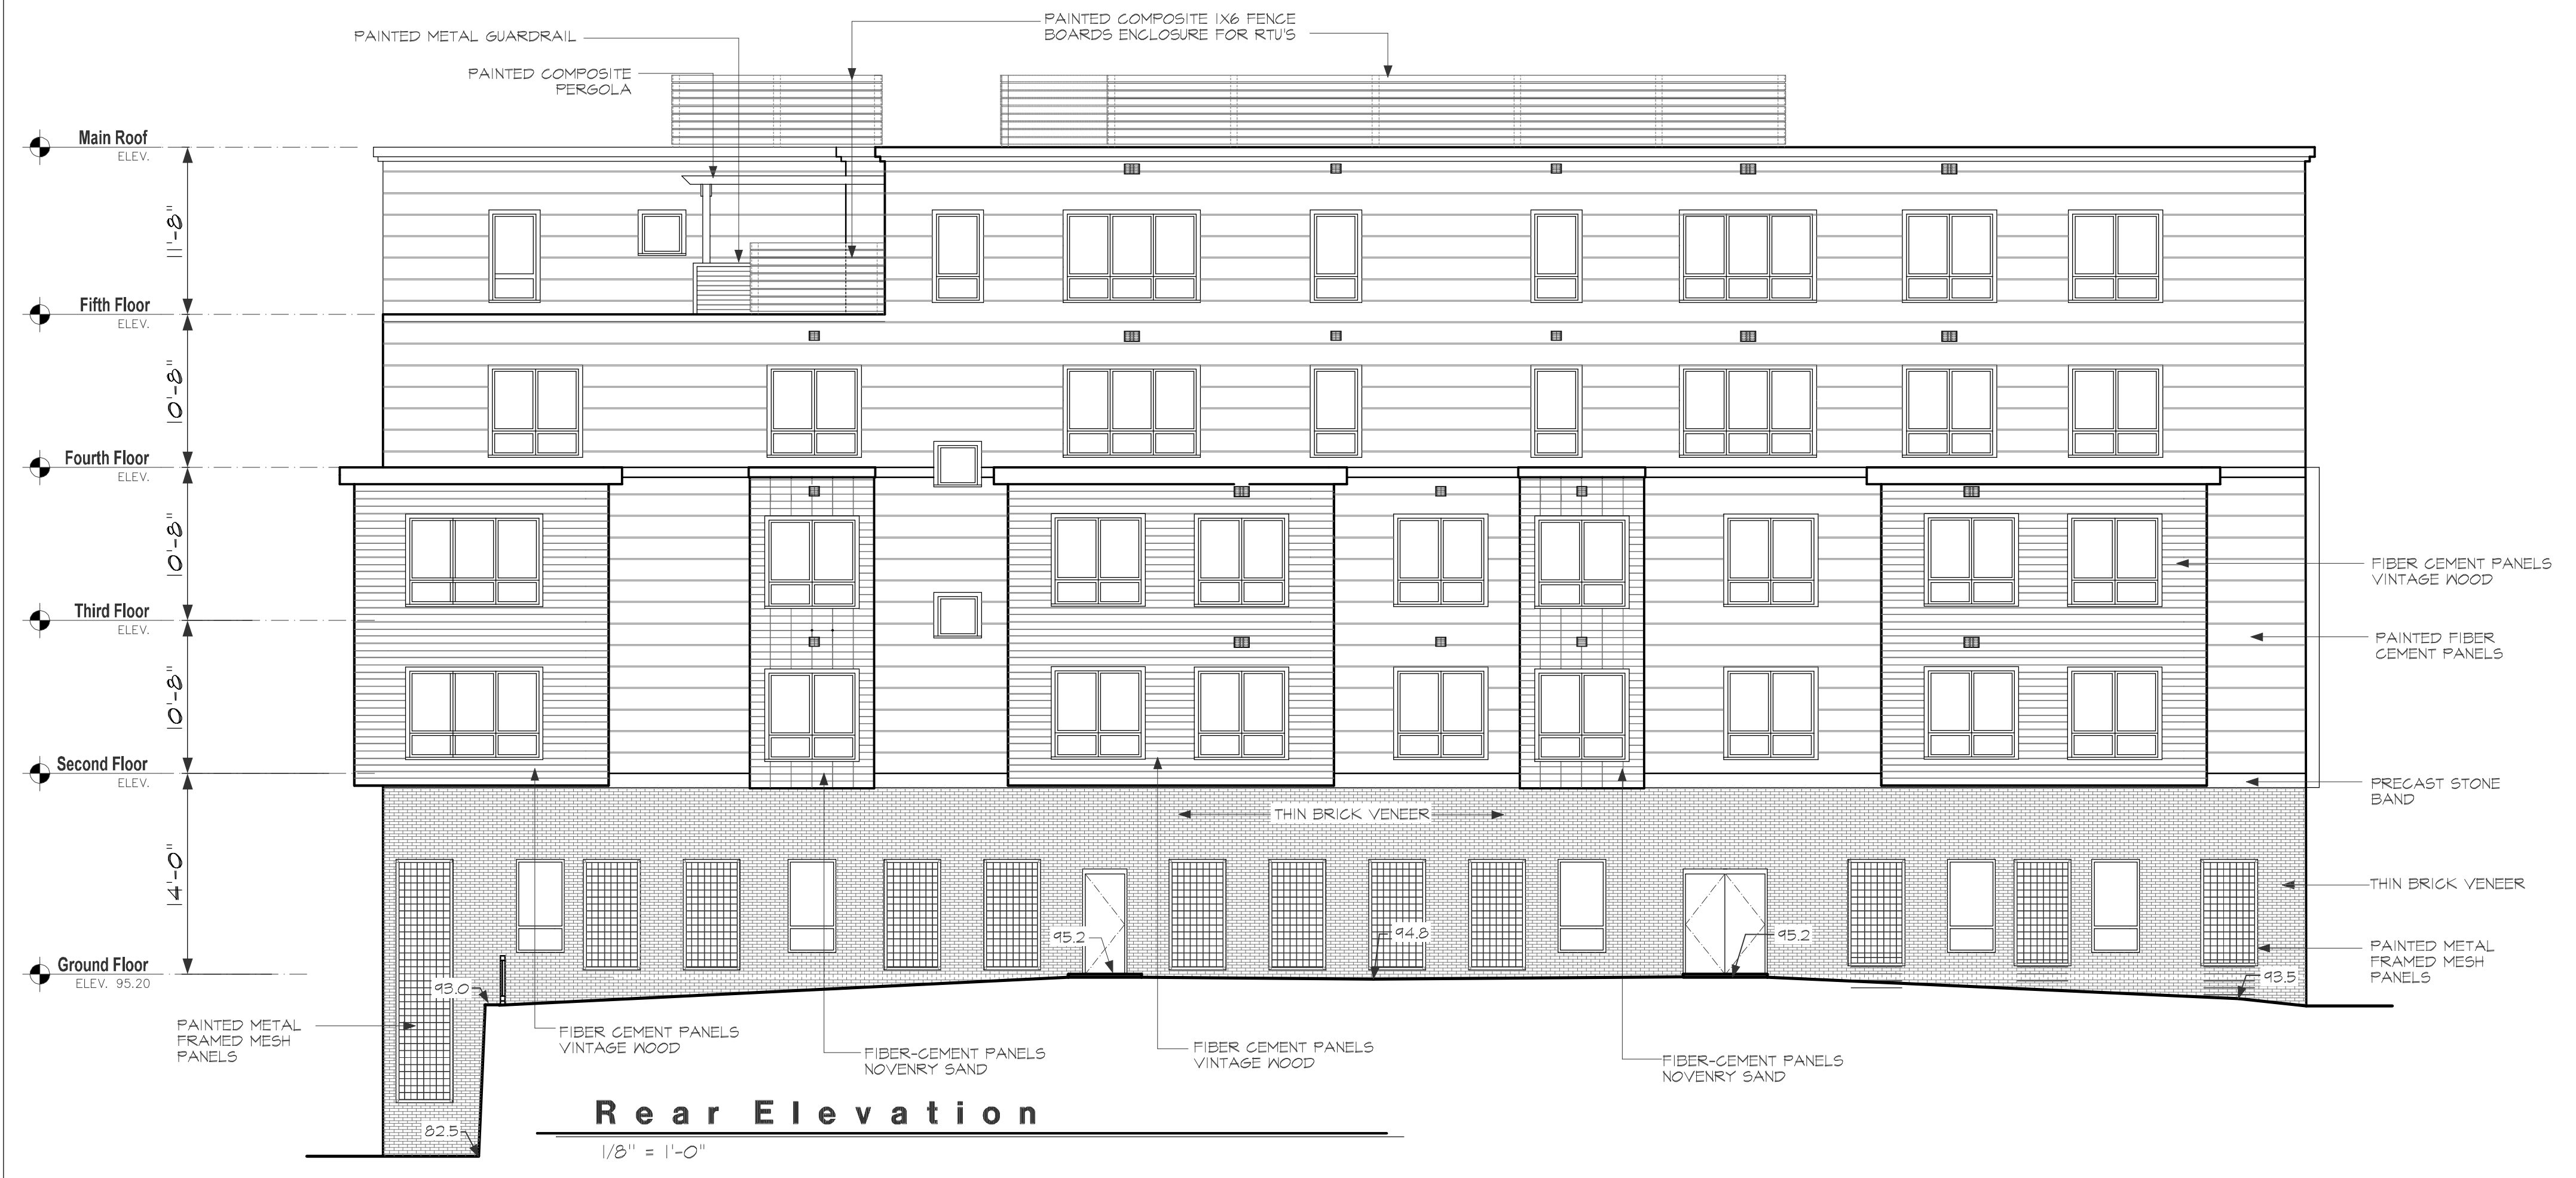 PAINTED COMPOSITE 1X6 FENCE
BOARDS ENCLOSURE FOR RTU'S
PAINTED METAL GUARDRAIL
PAINTED COMPOSITE
PERGOLA
Main Roof
ELEV.
11'-8"
Fifth Floor
ELEV.
10'-8"
Fourth Floor
ELEV.
10'-8"
Third Floor
ELEV.
10'-8"
Second Floor
ELEV.
14'-0"
Ground Floor
ELEV. 95.20
FIBER CEMENT PANELS
VINTAGE WOOD
PAINTED FIBER
CEMENT PANELS
PRECAST STONE
BAND
THIN BRICK VENEER
THIN BRICK VENEER
PAINTED METAL
FRAMED MESH
PANELS
95.2
94.8
95.2
93.5
93.0
82.5
PAINTED METAL
FRAMED MESH
PANELS
FIBER CEMENT PANELS
VINTAGE WOOD
FIBER-CEMENT PANELS
NOVENRY SAND
FIBER CEMENT PANELS
VINTAGE WOOD
FIBER-CEMENT PANELS
NOVENRY SAND
Rear Elevation
1/8" = 1'-0"